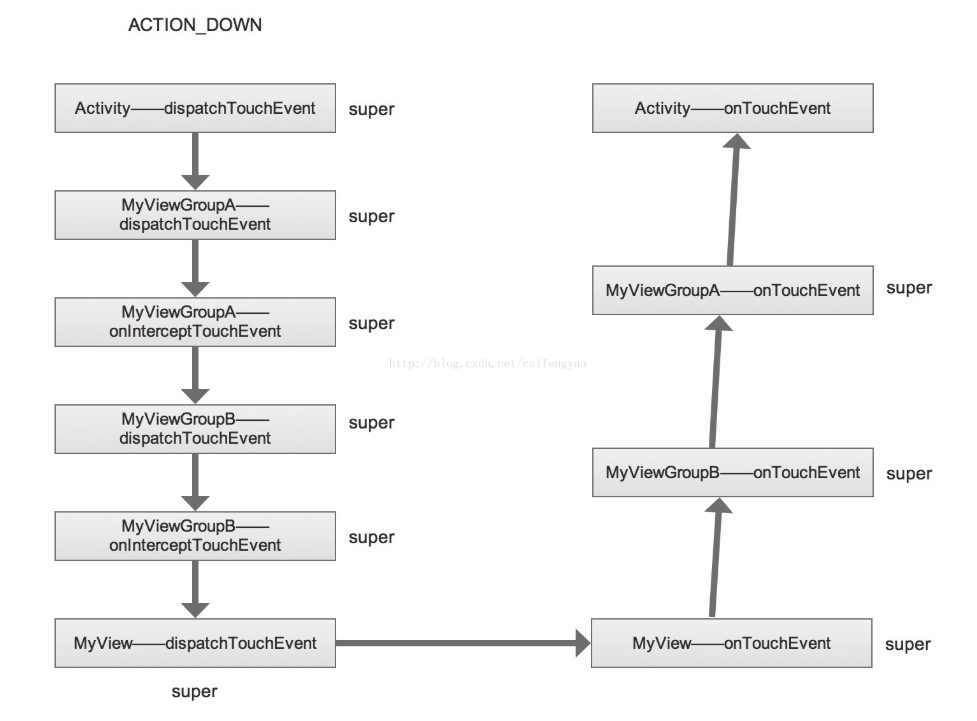 ACTION_DOWN
Activity——dispatchTouchEvent
super
MyViewGroupA——
dispatchTouchEvent
super
MyViewGroupA——
onInterceptTouchEvent
super
MyViewGroupB——
dispatchTouchEvent
super
MyViewGroupB——
onInterceptTouchEvent
super
MyView——dispatchTouchEvent
super
MyView——onTouchEvent
super
MyViewGroupB——onTouchEvent
super
MyViewGroupA——onTouchEvent
super
Activity——onTouchEvent
http://blog.csdn.net/caifengyao